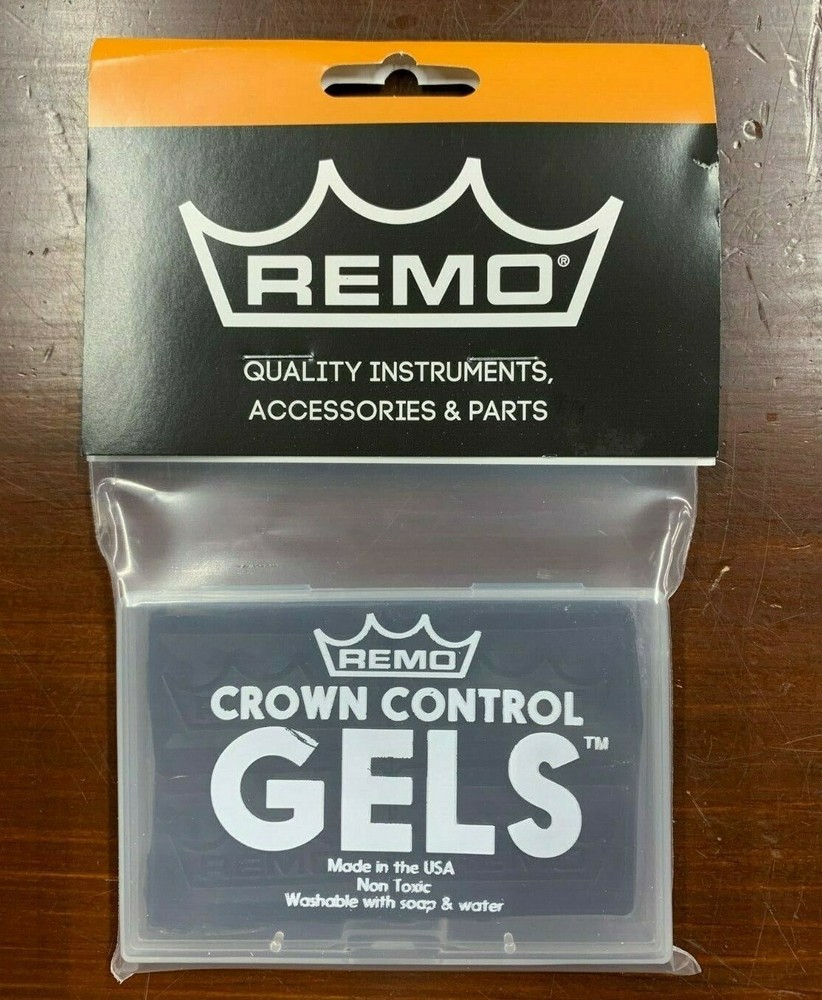 REMO®
QUALITY INSTRUMENTS,
ACCESSORIES & PARTS
REMO
CROWN CONTROL
GELS™
Made in the USA
Non Toxic
Washable with soap & water
REMO